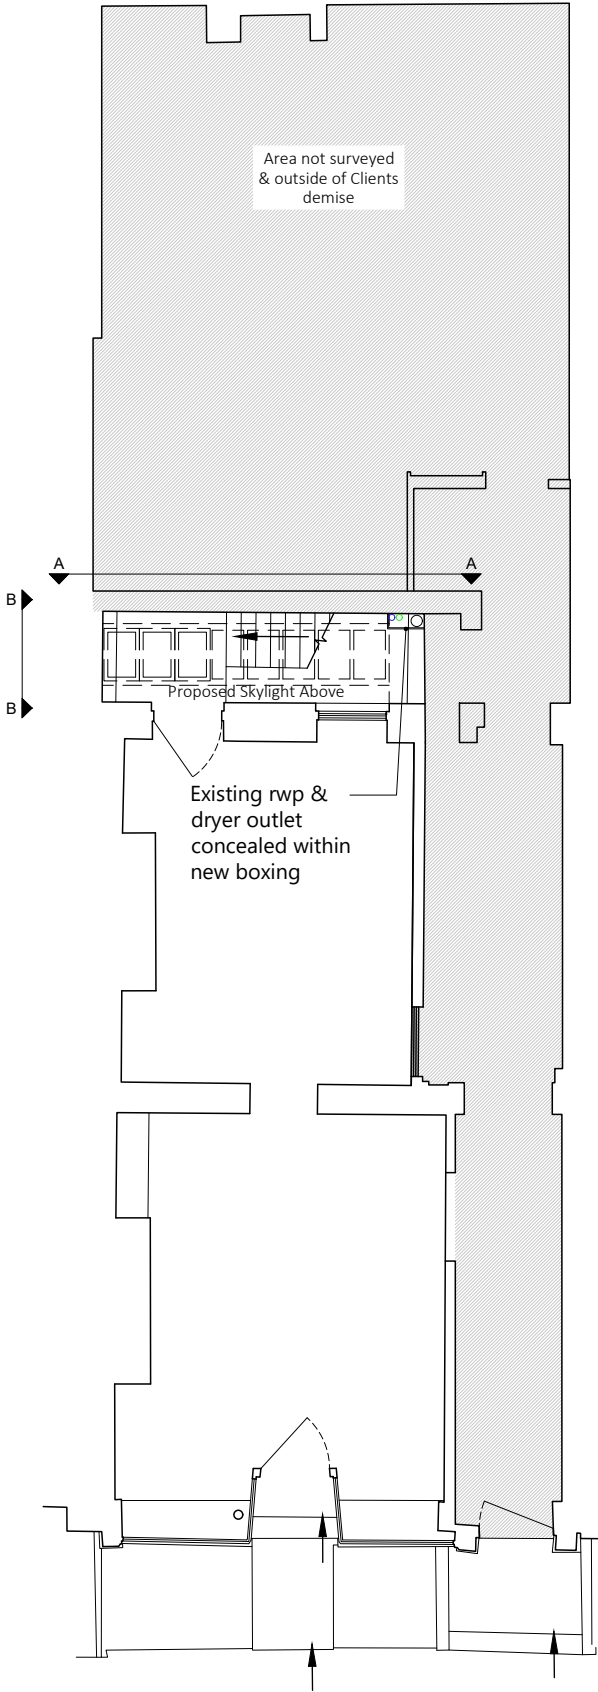 Area not surveyed
& outside of Clients
demise
A
A
B
B
Proposed Skylight Above
Existing rwp &
dryer outlet
concealed within
new boxing